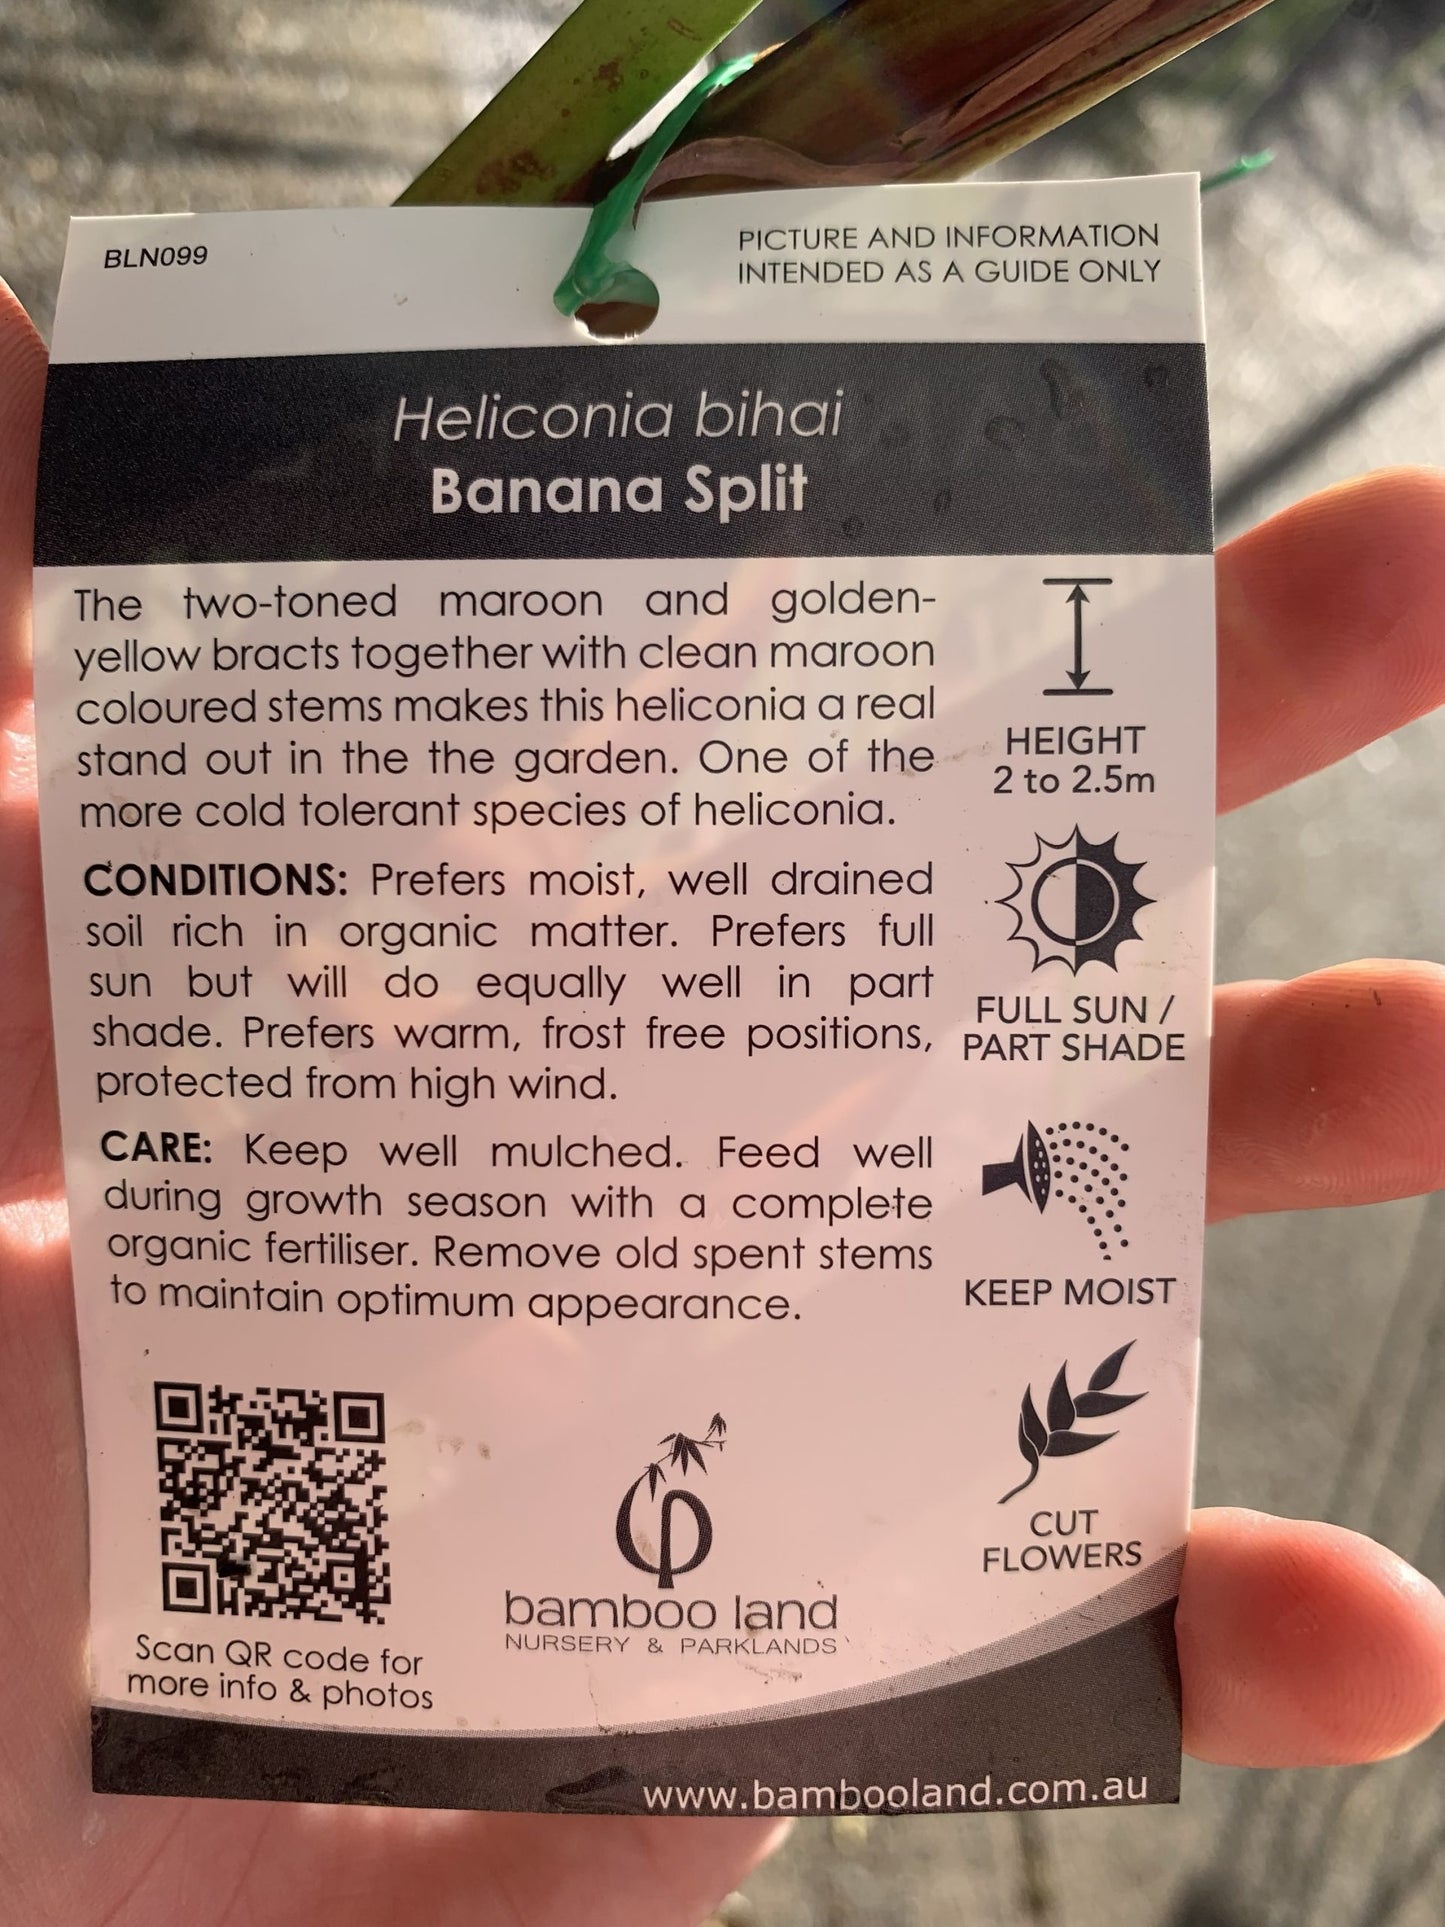 BLN099
PICTURE AND INFORMATION
INTENDED AS A GUIDE ONLY
Heliconia bihai
Banana Split
The two-toned maroon and golden-
yellow bracts together with clean maroon
coloured stems makes this heliconia a real
stand out in the the garden. One of the
more cold tolerant species of heliconia.
CONDITIONS: Prefers moist, well drained
soil rich in organic matter. Prefers full
sun but will do equally well in part
shade. Prefers warm, frost free positions,
protected from high wind.
CARE: Keep well mulched. Feed well
during growth season with a complete
organic fertiliser. Remove old spent stems
to maintain optimum appearance.
HEIGHT
2 to 2.5m
FULL SUN /
PART SHADE
KEEP MOIST
CUT
FLOWERS
Scan QR code for
more info & photos
bamboo land
NURSERY & PARKLANDS
www.bambooland.com.au